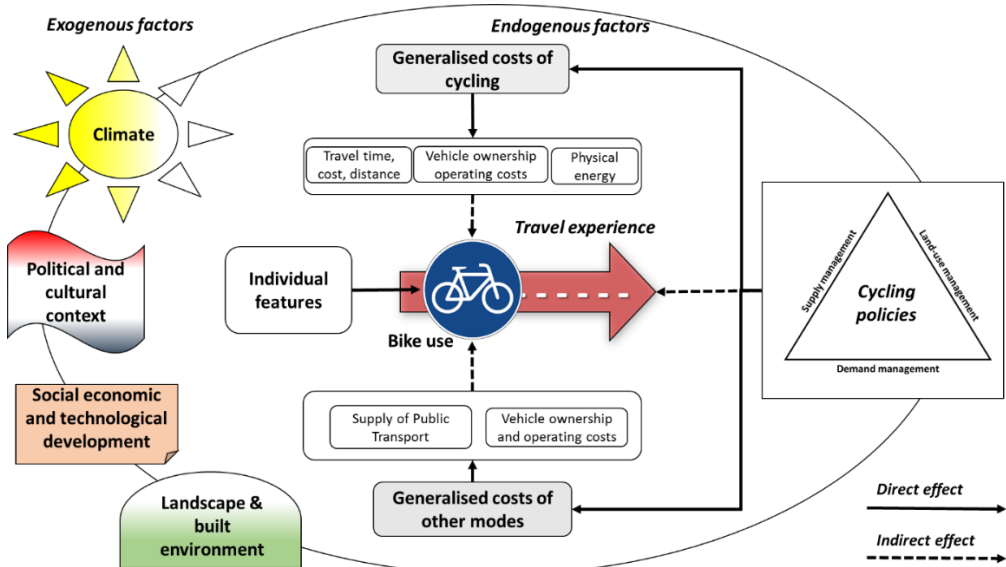 Exogenous factors
Endogenous factors
Climate
Generalised costs of
cycling
Travel time,
cost, distance
Vehicle ownership
operating costs
Physical
energy
Travel experience
Political and
cultural
context
Individual
features
Bike use
Supply management
Land-use management
Cycling
policies
Demand management
Social economic
and technological
development
Supply of Public
Transport
Vehicle ownership
and operating costs
Generalised costs of
other modes
Landscape &
built
environment
Direct effect
Indirect effect